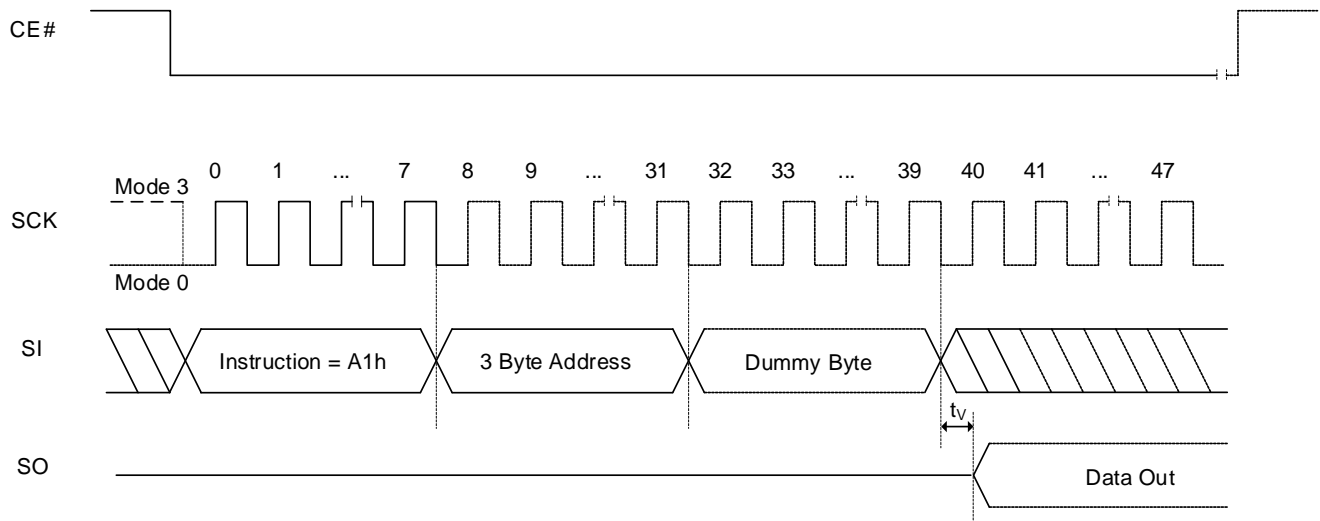 CE#
0 1 ... 7 8 9 ... 31 32 33 ... 39 40 41 ... 47
Mode 3
SCK
Mode 0
SI
Instruction = A1h
3 Byte Address
Dummy Byte
tV
SO
Data Out